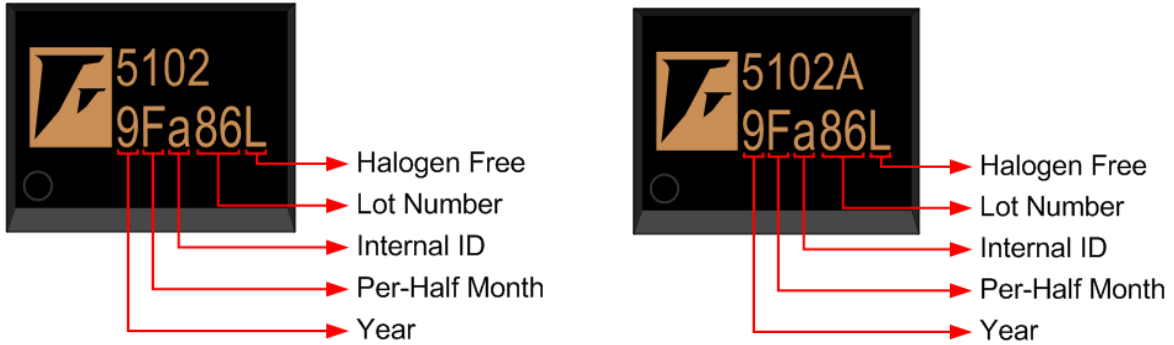 5102
9Fa86L
Halogen Free
Lot Number
Internal ID
Per-Half Month
Year
5102A
9Fa86L
Halogen Free
Lot Number
Internal ID
Per-Half Month
Year